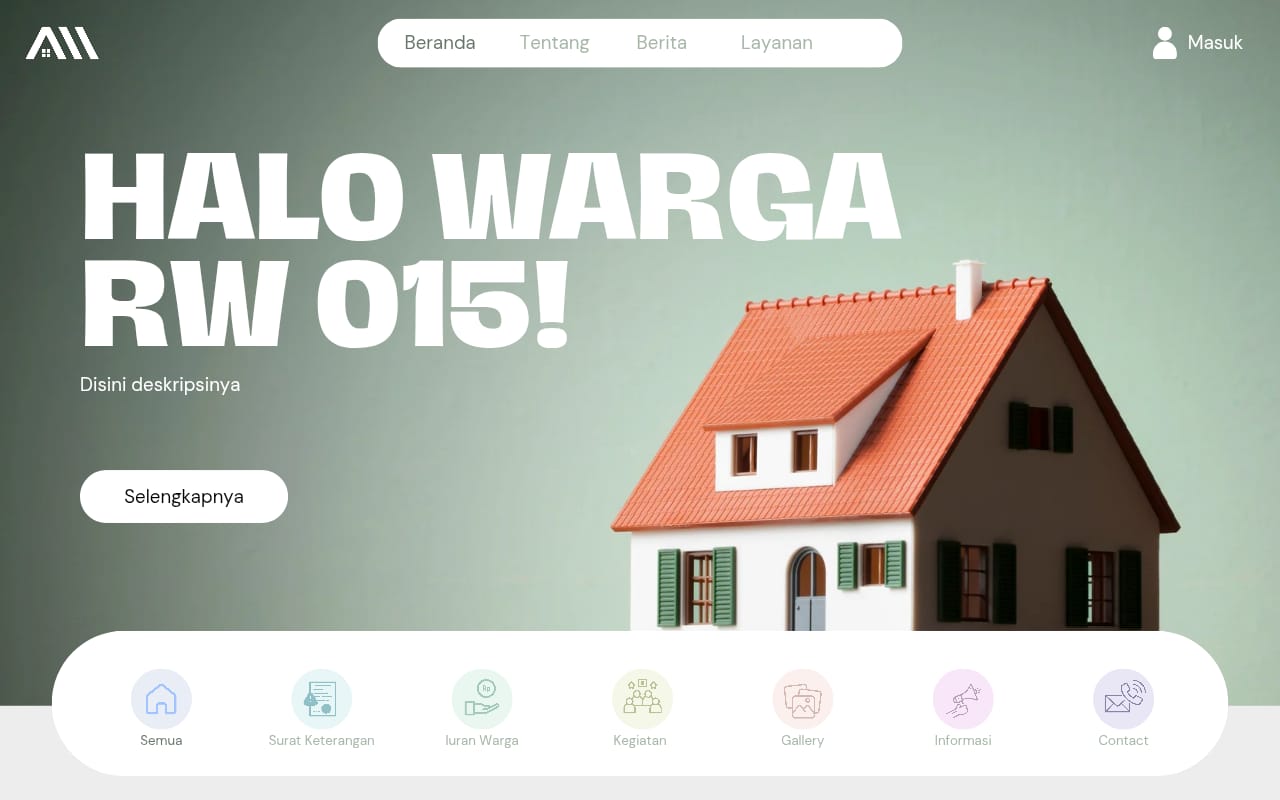 Beranda Tentang Berita Layanan
Masuk
HALO WARGA
RW 015!
Disini deskripsinya
Selengkapnya
Rp
Semua Surat Keterangan Iuran Warga Kegiatan Gallery Informasi Contact